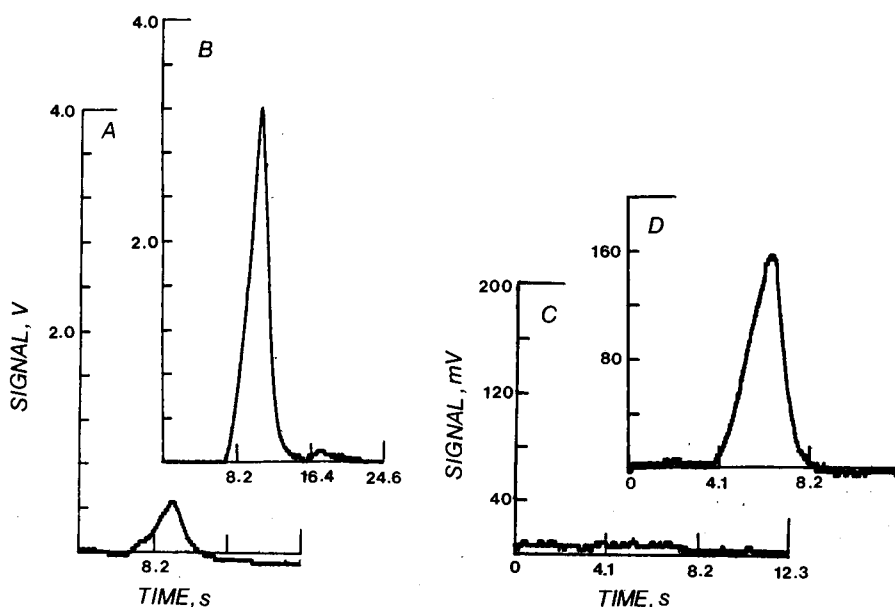 4.0
B
4.0
A
2.0
2.0
SIGNAL, V
8.2 16.4 24.6
8.2
TIME, s
D
160
80
0 4.1 8.2
200
C
120
SIGNAL, mV
40
0 4.1 8.2 12.3
TIME, s